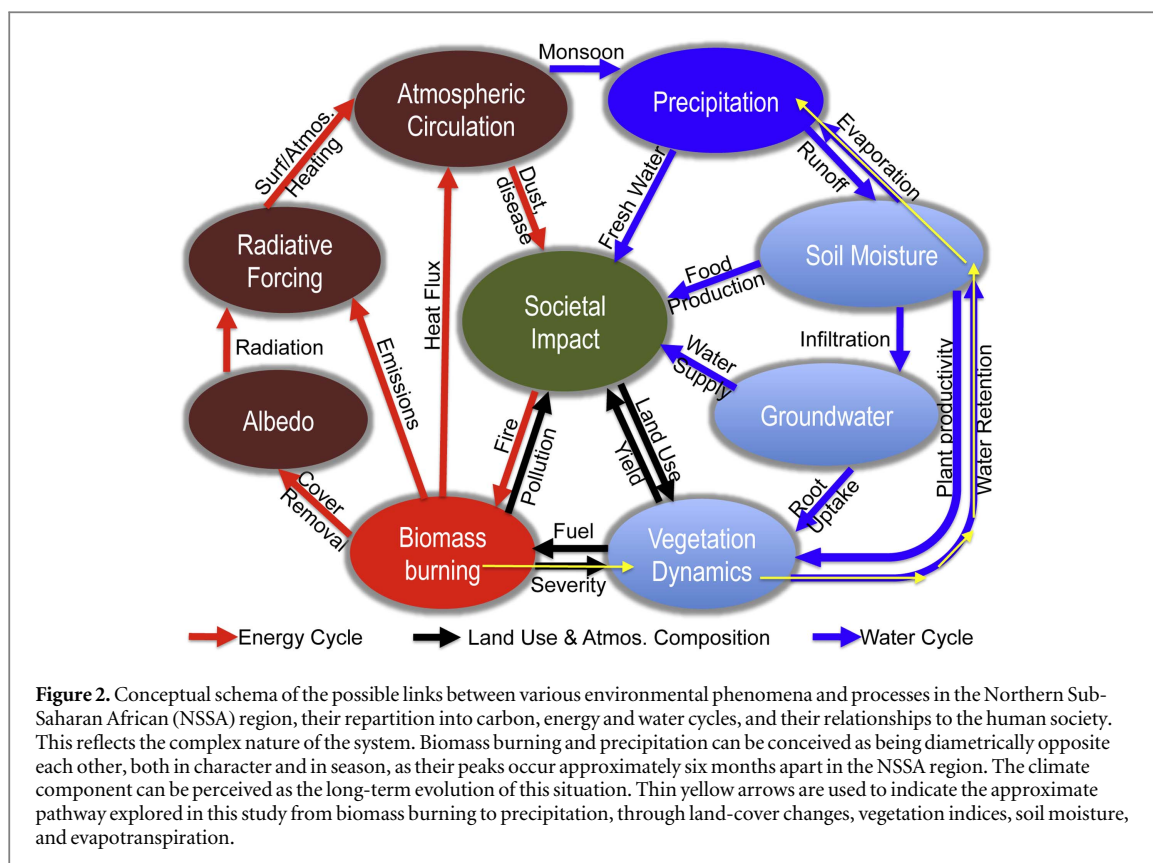 Monsoon
Atmospheric
Circulation
Precipitation
Surf/Atmos.
Heating
Dust,
disease
Fresh Water
Runoff
Evaporation
Radiative
Forcing
Soil Moisture
Societal
Impact
Food
Production
Heat Flux
Emissions
Radiation
Infiltration
Water
Supply
Albedo
Groundwater
Plant productivity
Water Retention
Cover
Removal
Fire
Pollution
Land Use
Yield
Root
Uptake
Biomass
burning
Fuel
Severity
Vegetation
Dynamics
Energy Cycle
Land Use & Atmos. Composition
Water Cycle
Figure 2. Conceptual schema of the possible links between various environmental phenomena and processes in the Northern Sub-
Saharan African (NSSA) region, their repartition into carbon, energy and water cycles, and their relationships to the human society.
This reflects the complex nature of the system. Biomass burning and precipitation can be conceived as being diametrically opposite
each other, both in character and in season, as their peaks occur approximately six months apart in the NSSA region. The climate
component can be perceived as the long-term evolution of this situation. Thin yellow arrows are used to indicate the approximate
pathway explored in this study from biomass burning to precipitation, through land-cover changes, vegetation indices, soil moisture,
and evapotranspiration.